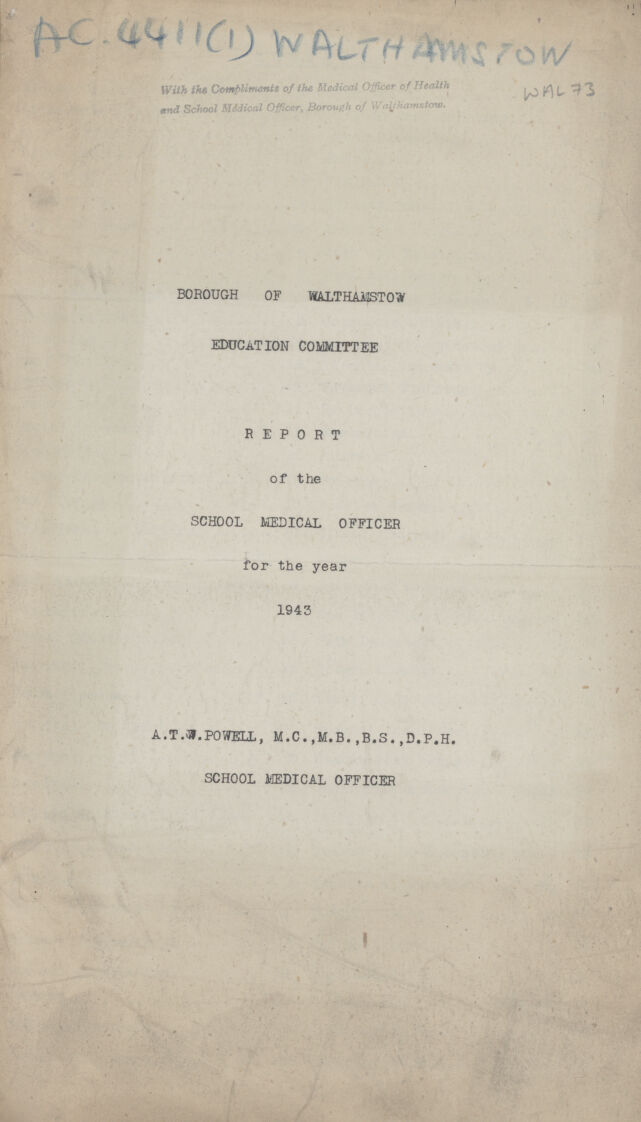 AC.4411(1) WALTHAMSTOW
With the Compliments of the Medical Officer of Health
WAL 73
and School Medical Officer, Borough of Walthamstow.
BOROUGH OF WALTHAMSTOW
EDUCATION COMMITTEE
REPORT
of the
SCHOOL MEDICAL OFFICER
for the year
1943
A.T.W.POWELL, M.C.,M.B.,B.S.,D.P.H.
SCHOOL MEDICAL OFFICER